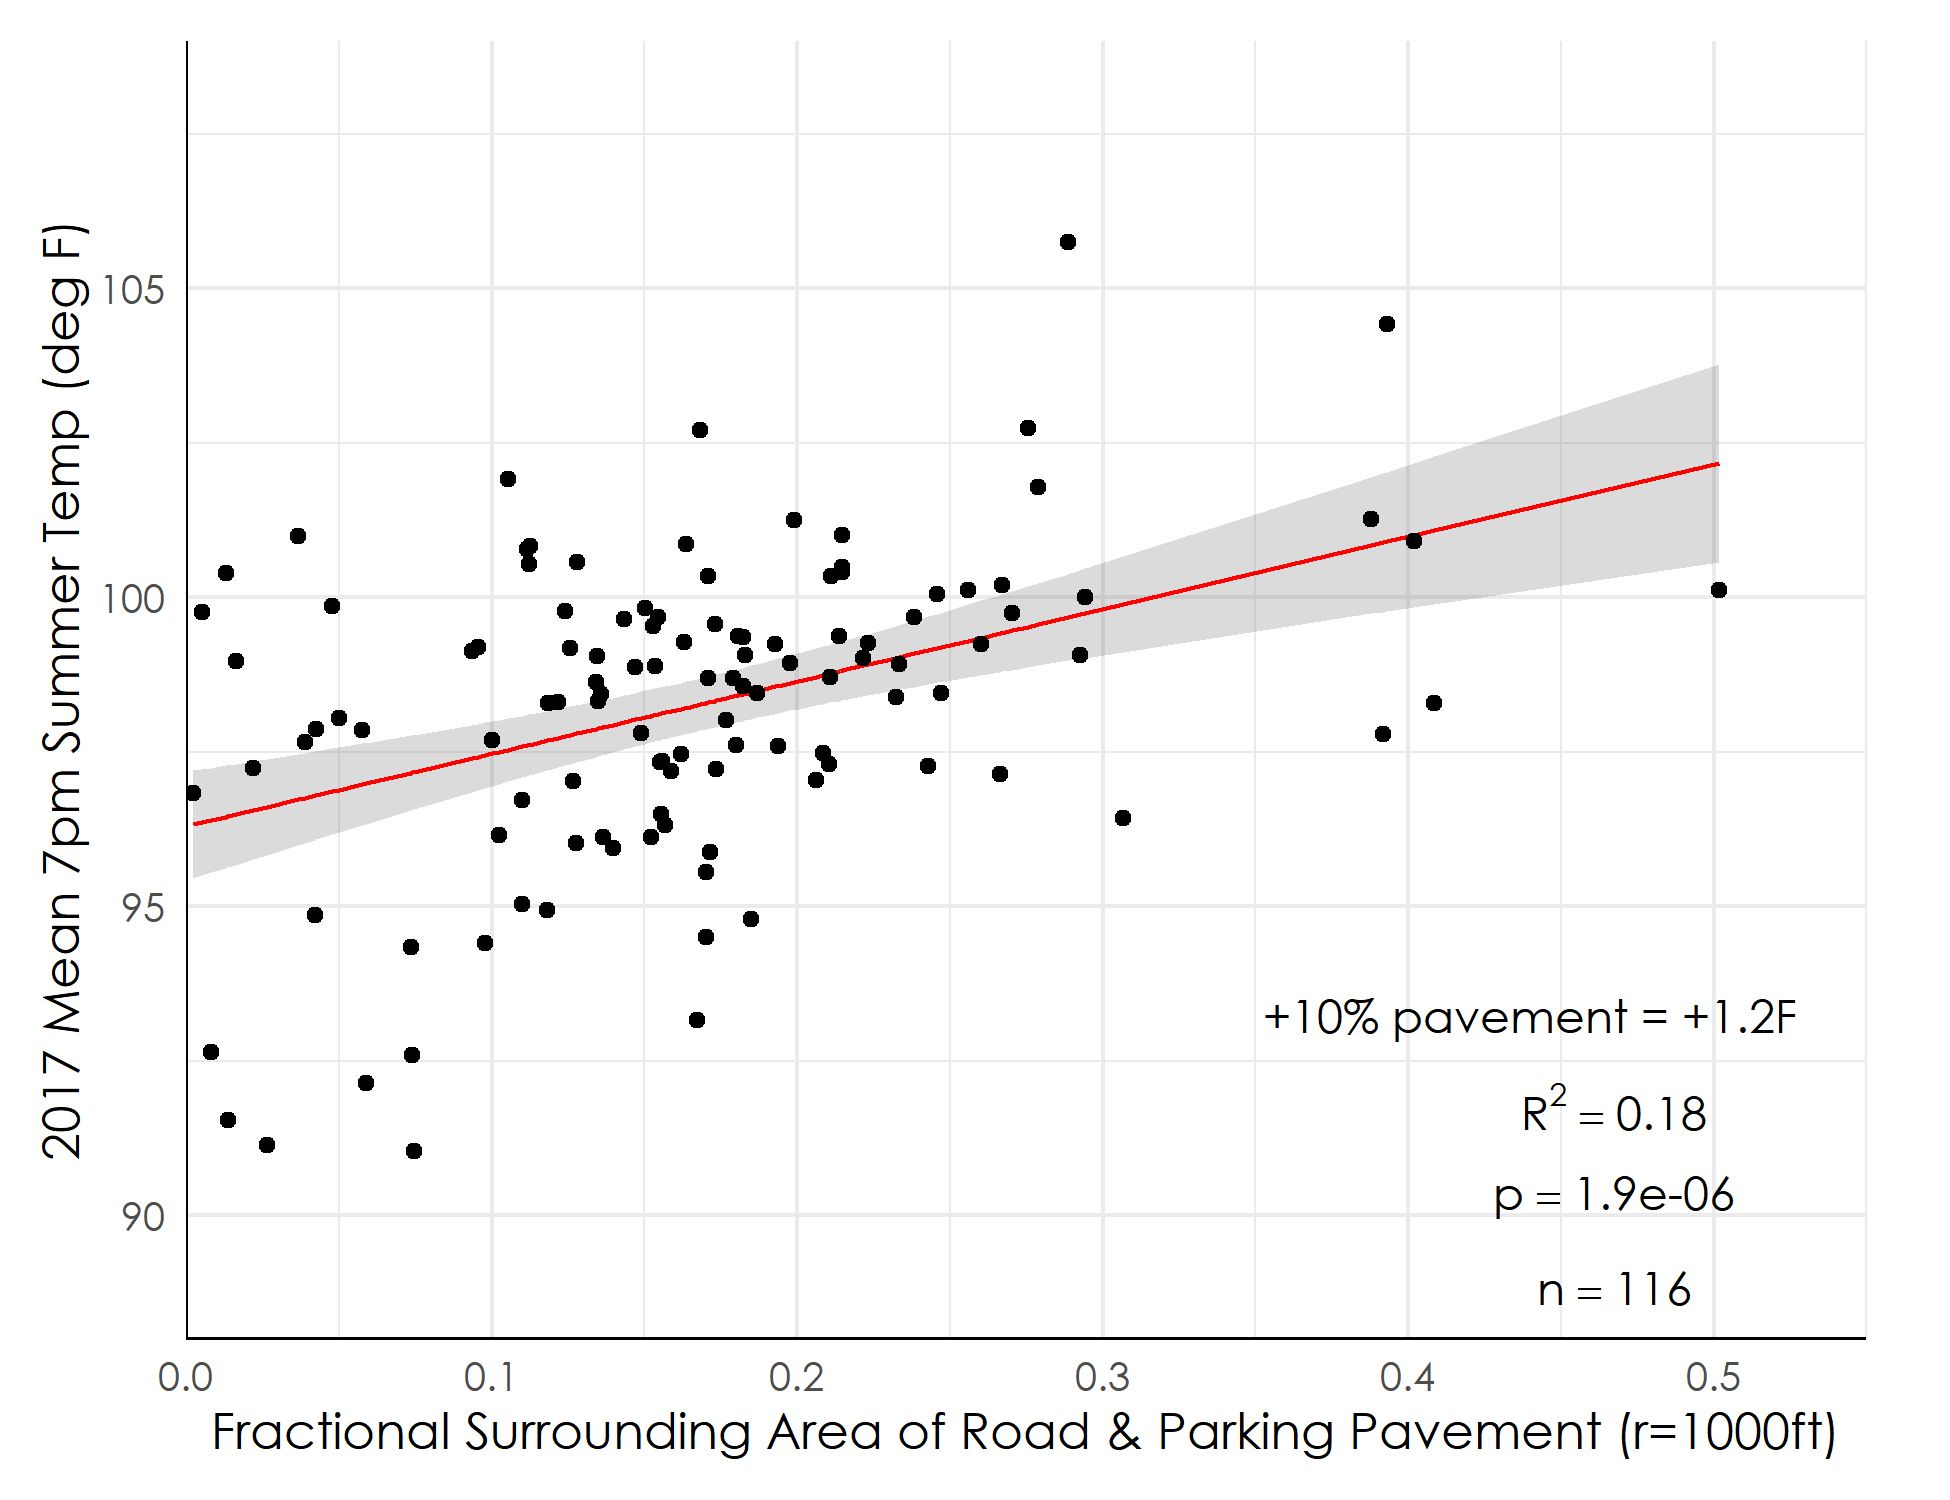 2017 Mean 7pm Summer Temp (deg F)
105
100
95
90
+10% pavement = +1.2F
R² = 0.18
p = 1.9e-06
n = 116
0.0 0.1 0.2 0.3 0.4 0.5
Fractional Surrounding Area of Road & Parking Pavement (r=1000ft)